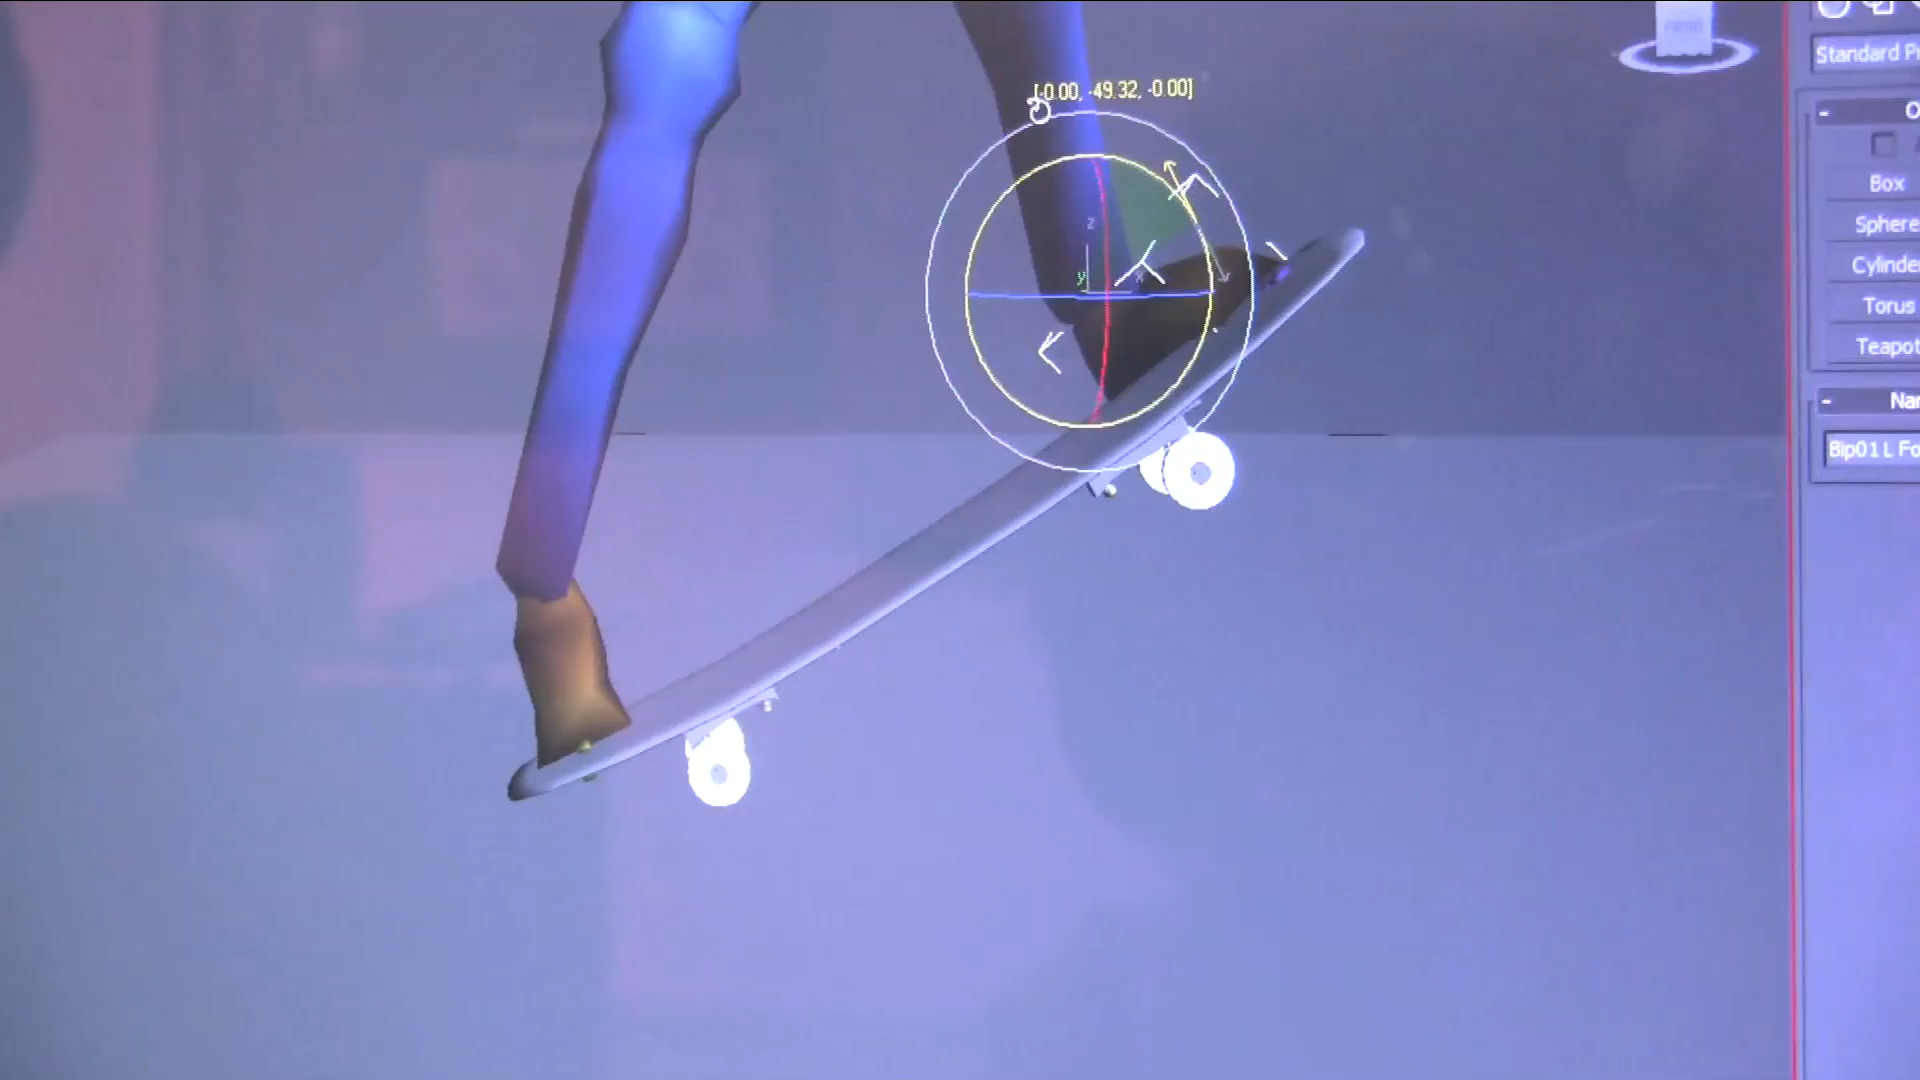 Standard P
[-0.00, -49.32, -0.00]
z
y
x
O
Box
Sphere
Cylinde
Torus
Teapot
Nar
Bip01 L Fo